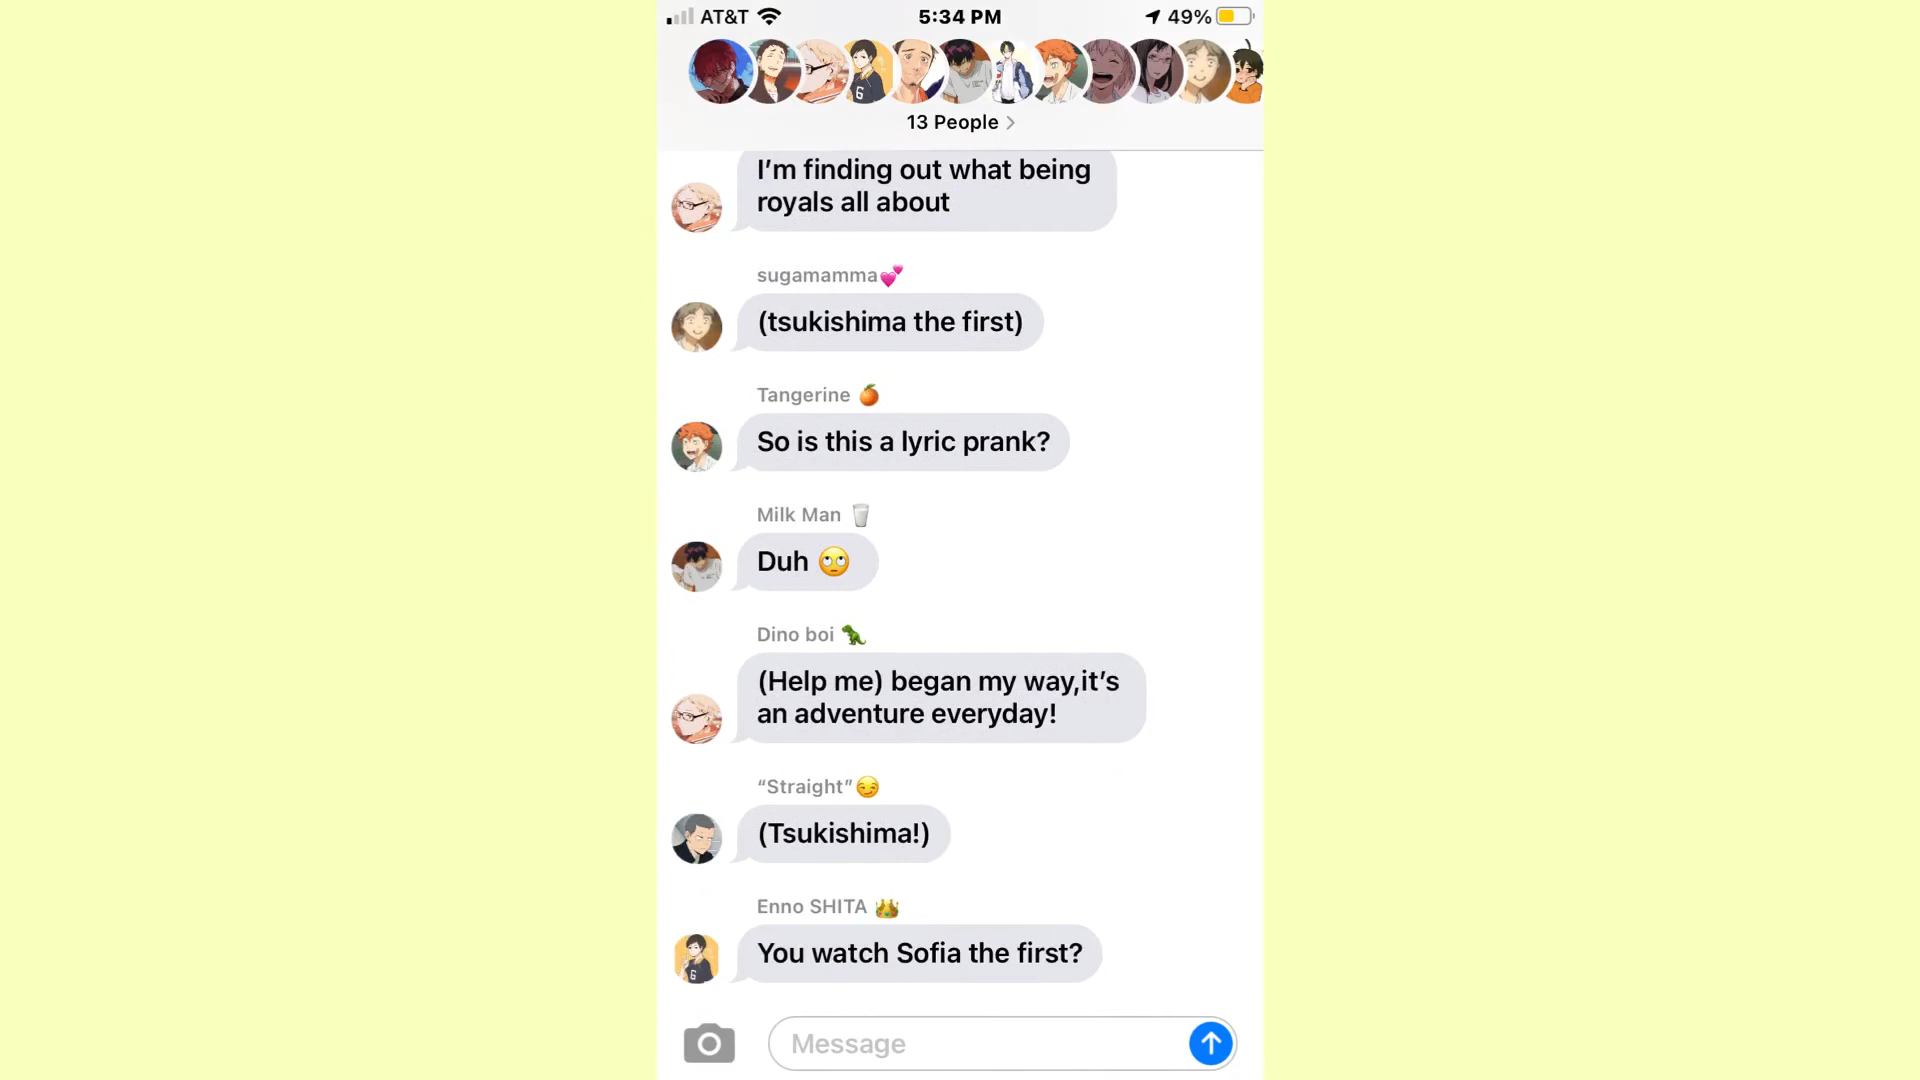 AT&T 5:34 PM 49%
13 People >
I’m finding out what being
royals all about
sugamamma💕
(tsukishima the first)
Tangerine 🍊
So is this a lyric prank?
Milk Man 🥛
Duh 🙄
Dino boi 🦖
(Help me) began my way,it’s
an adventure everyday!
“Straight”😏
(Tsukishima!)
Enno SHITA 👑
You watch Sofia the first?
Message